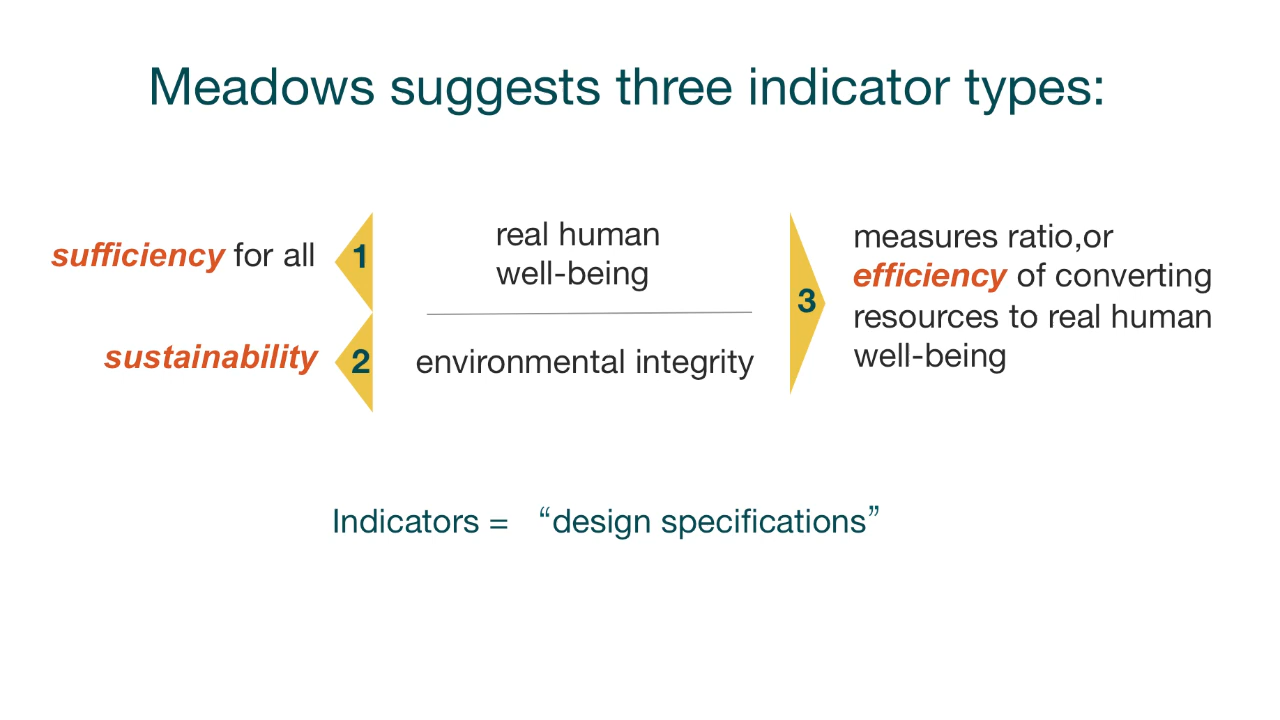 Meadows suggests three indicator types:
sufficiency for all
1
real human
well-being
sustainability
2
environmental integrity
3
measures ratio,or
efficiency of converting
resources to real human
well-being
Indicators = “design specifications”